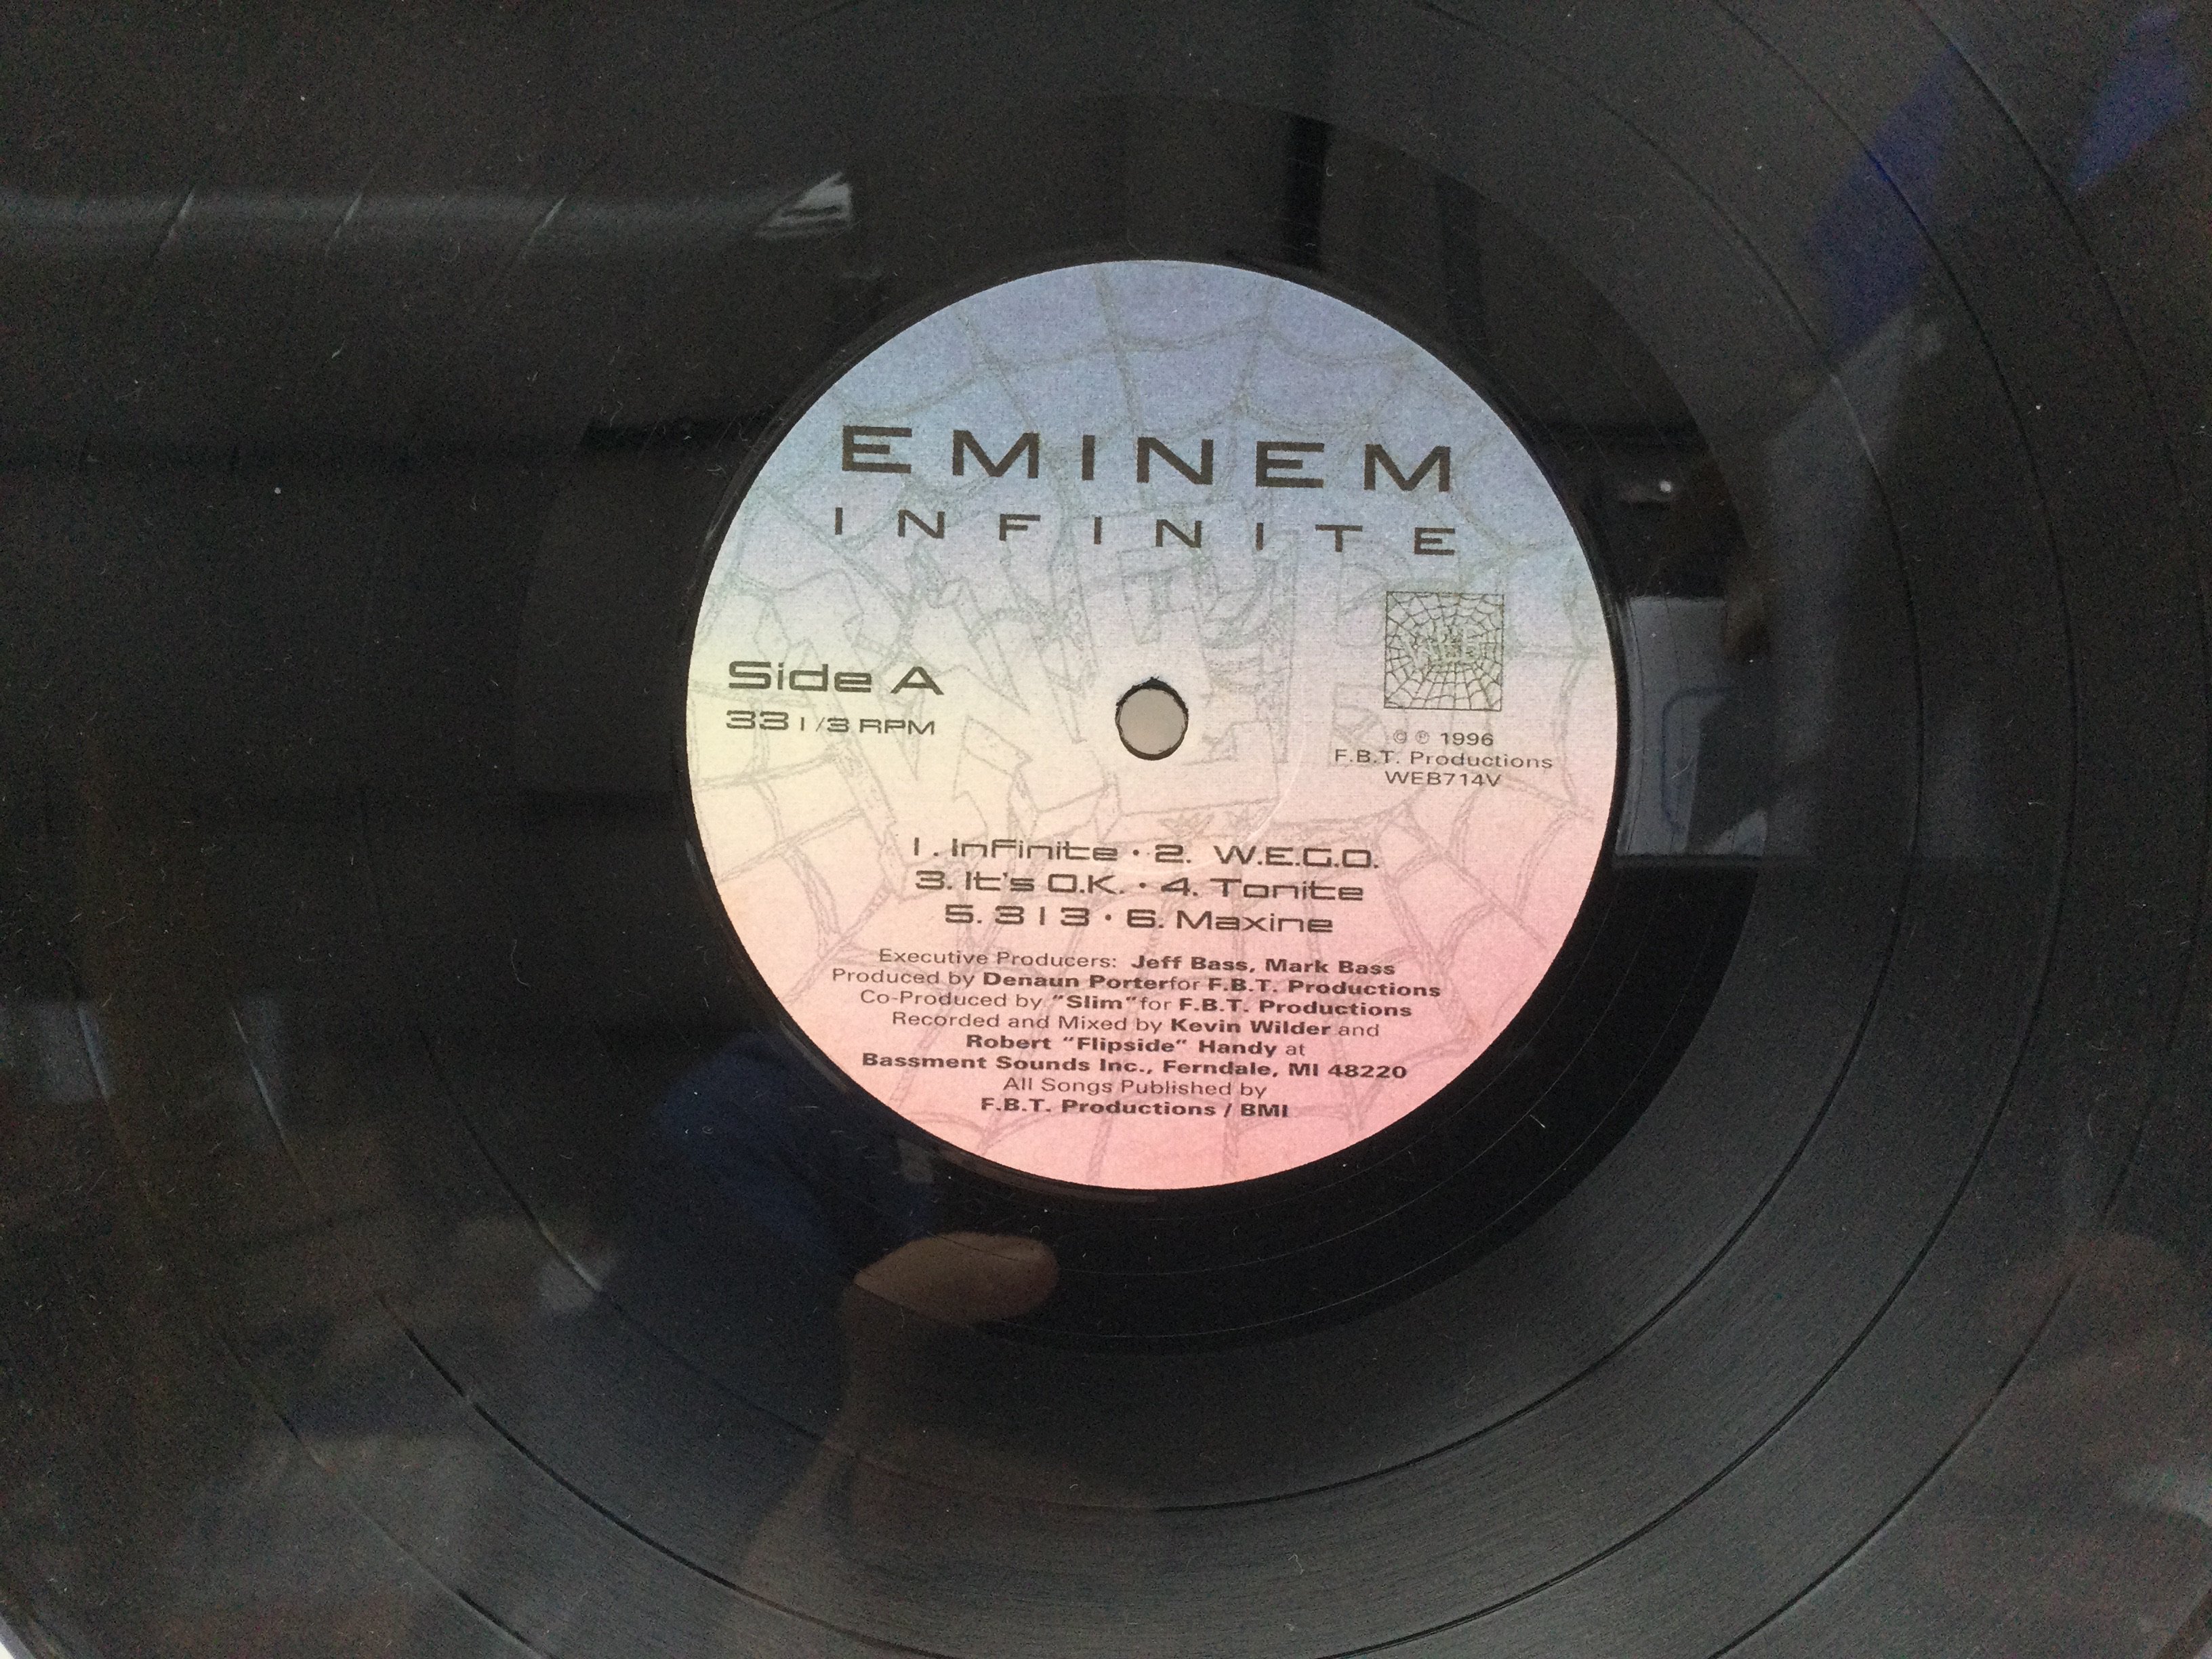 EMINEM
INFINITE
Side A
33 1/3 RPM
© ℗ 1996
F.B.T. Productions
WEB714V
1. Infinite • 2. W.E.G.O.
3. It's O.K. • 4. Tonite
5. 313 • 6. Maxine
Executive Producers: Jeff Bass, Mark Bass
Produced by Denaun Porterfor F.B.T. Productions
Co-Produced by "Slim"for F.B.T. Productions
Recorded and Mixed by Kevin Wilder and
Robert "Flipside" Handy at
Bassment Sounds Inc., Ferndale, MI 48220
All Songs Published by
F.B.T. Productions / BMI